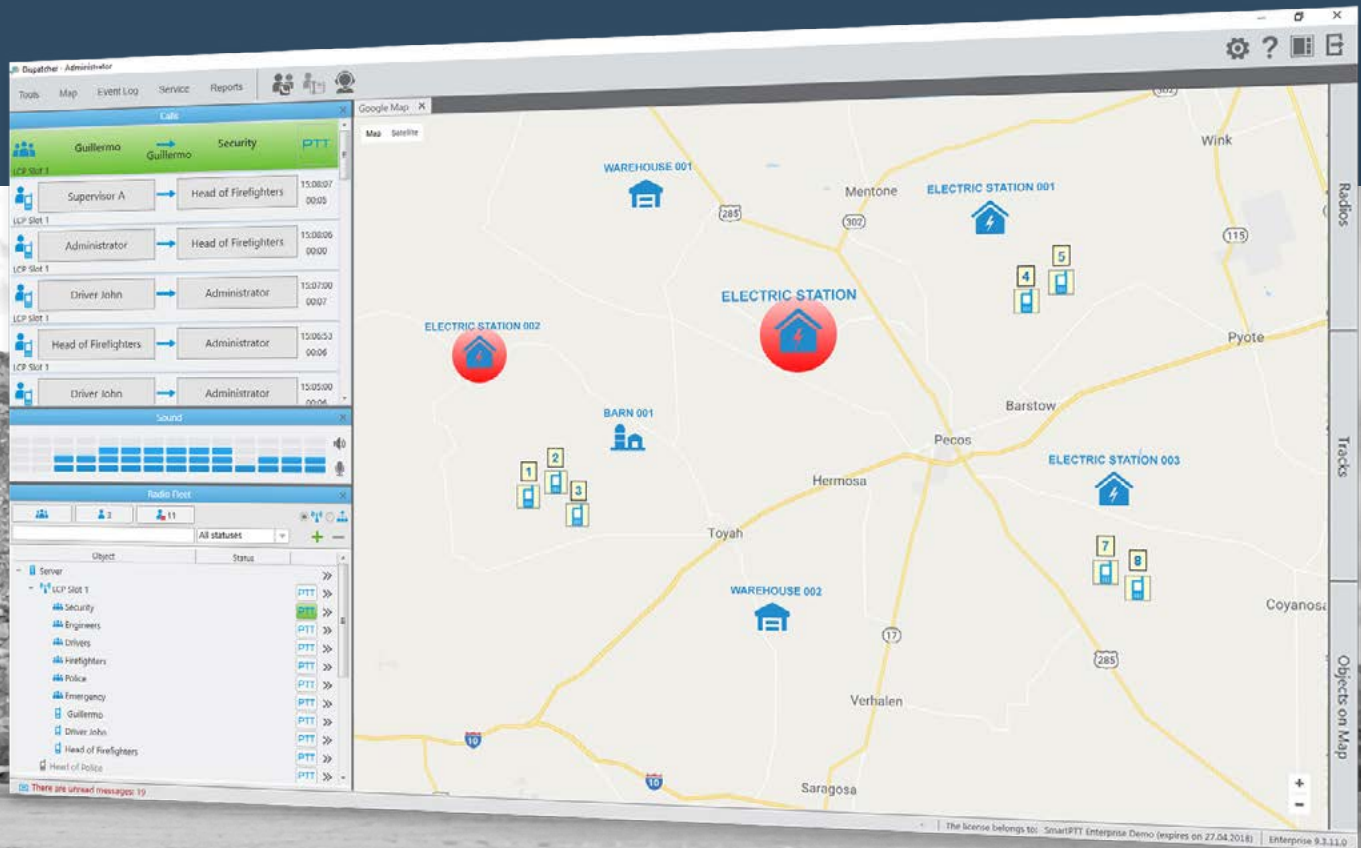 Dispatcher - Administrator
Tools Map Event Log Service Reports
Calls
Guillermo Guillermo Security PTT
LCP Slot 1
Supervisor A Head of Firefighters 15:08:07
00:05
LCP Slot 1
Administrator Head of Firefighters 15:08:06
00:00
LCP Slot 1
Driver John Administrator 15:07:00
00:07
LCP Slot 1
Head of Firefighters Administrator 15:06:53
00:06
LCP Slot 1
Driver John Administrator 15:05:00
00:06
Sound
Radio Fleet
3 11
All statuses
Object Status
Server
LCP Slot 1 PTT
Security PTT
Engineers PTT
Drivers PTT
Firefighters PTT
Police PTT
Emergency PTT
Guillermo PTT
Driver John PTT
Head of Firefighters PTT
Head of Police PTT
There are unread messages: 19
Google Map
Map Satellite
302
Wink
WAREHOUSE 001
Mentone
ELECTRIC STATION 001
285
302
115
5
4
ELECTRIC STATION
ELECTRIC STATION 002
Pyote
Barstow
BARN 001
Pecos
2
1
3
ELECTRIC STATION 003
Hermosa
Toyah
7
8
WAREHOUSE 002
Coyanosa
17
285
Verhalen
10
10
Saragosa
Radios
Tracks
Objects on Map
The license belongs to: SmartPTT Enterprise Demo (expires on 27.04.2018) Enterprise 9.3.11.0